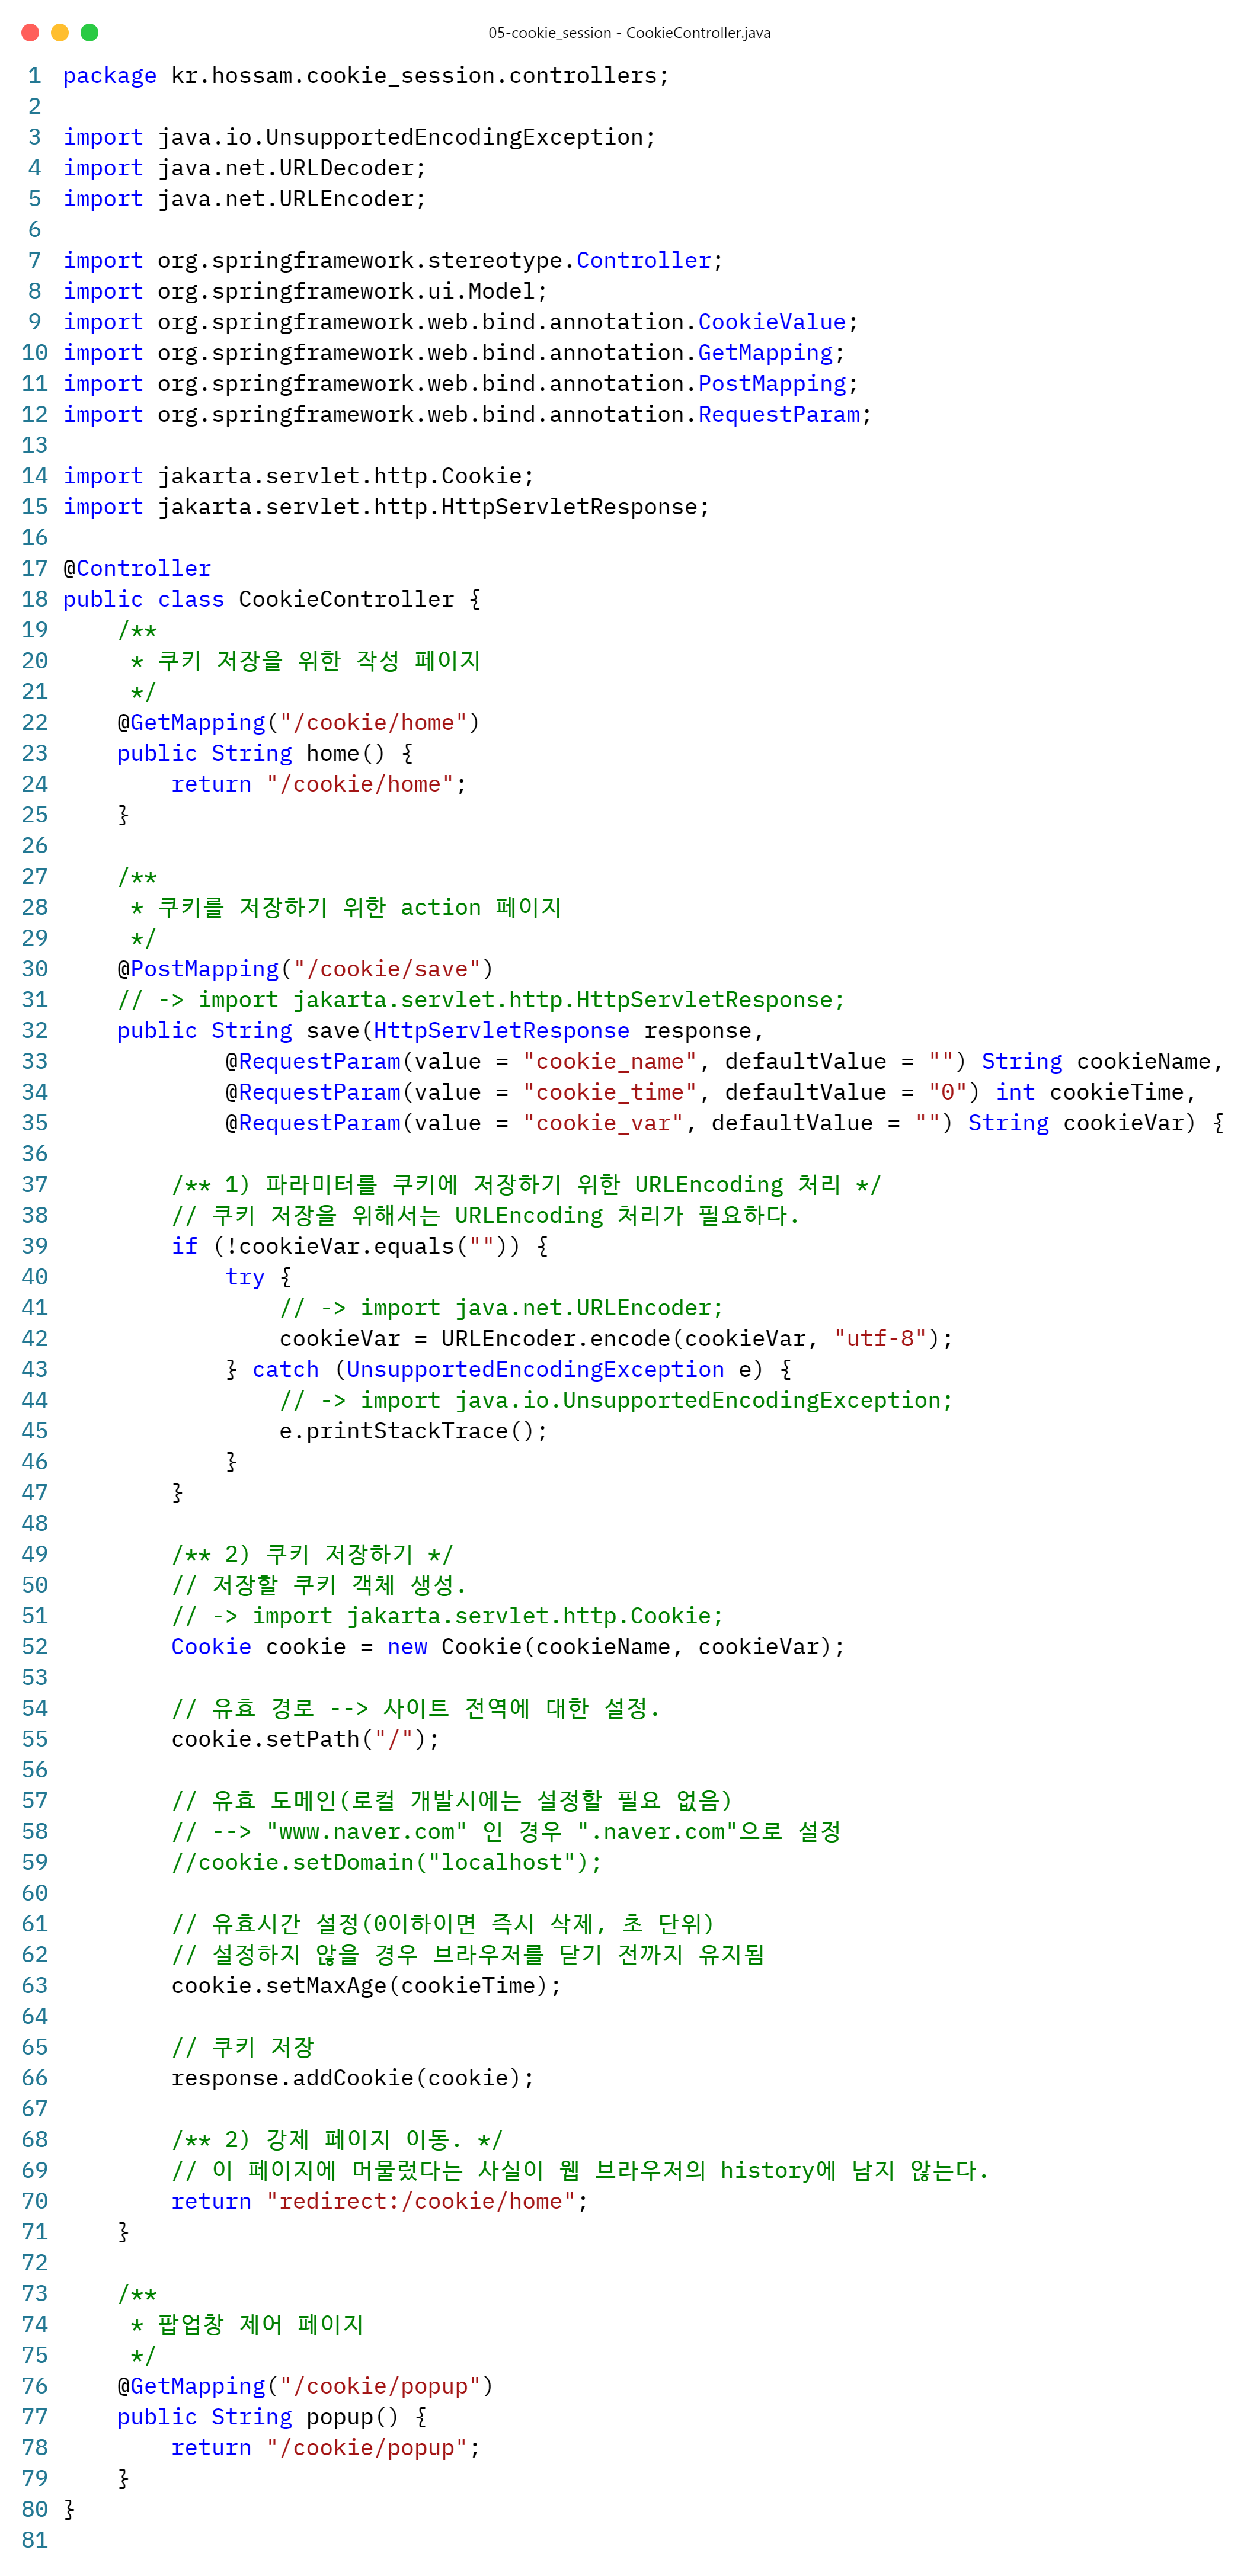 05-cookie_session - CookieController.java
1 package kr.hossam.cookie_session.controllers;
2
3 import java.io.UnsupportedEncodingException;
4 import java.net.URLDecoder;
5 import java.net.URLEncoder;
6
7 import org.springframework.stereotype.Controller;
8 import org.springframework.ui.Model;
9 import org.springframework.web.bind.annotation.CookieValue;
10 import org.springframework.web.bind.annotation.GetMapping;
11 import org.springframework.web.bind.annotation.PostMapping;
12 import org.springframework.web.bind.annotation.RequestParam;
13
14 import jakarta.servlet.http.Cookie;
15 import jakarta.servlet.http.HttpServletResponse;
16
17 @Controller
18 public class CookieController {
19     /**
20      * 쿠키 저장을 위한 작성 페이지
21      */
22     @GetMapping("/cookie/home")
23     public String home() {
24         return "/cookie/home";
25     }
26
27     /**
28      * 쿠키를 저장하기 위한 action 페이지
29      */
30     @PostMapping("/cookie/save")
31     // -> import jakarta.servlet.http.HttpServletResponse;
32     public String save(HttpServletResponse response,
33             @RequestParam(value = "cookie_name", defaultValue = "") String cookieName,
34             @RequestParam(value = "cookie_time", defaultValue = "0") int cookieTime,
35             @RequestParam(value = "cookie_var", defaultValue = "") String cookieVar) {
36
37         /** 1) 파라미터를 쿠키에 저장하기 위한 URLEncoding 처리 */
38         // 쿠키 저장을 위해서는 URLEncoding 처리가 필요하다.
39         if (!cookieVar.equals("")) {
40             try {
41                 // -> import java.net.URLEncoder;
42                 cookieVar = URLEncoder.encode(cookieVar, "utf-8");
43             } catch (UnsupportedEncodingException e) {
44                 // -> import java.io.UnsupportedEncodingException;
45                 e.printStackTrace();
46             }
47         }
48
49         /** 2) 쿠키 저장하기 */
50         // 저장할 쿠키 객체 생성.
51         // -> import jakarta.servlet.http.Cookie;
52         Cookie cookie = new Cookie(cookieName, cookieVar);
53
54         // 유효 경로 --> 사이트 전역에 대한 설정.
55         cookie.setPath("/");
56
57         // 유효 도메인(로컬 개발시에는 설정할 필요 없음)
58         // --> "www.naver.com" 인 경우 ".naver.com"으로 설정
59         //cookie.setDomain("localhost");
60
61         // 유효시간 설정(0이하이면 즉시 삭제, 초 단위)
62         // 설정하지 않을 경우 브라우저를 닫기 전까지 유지됨
63         cookie.setMaxAge(cookieTime);
64
65         // 쿠키 저장
66         response.addCookie(cookie);
67
68         /** 2) 강제 페이지 이동. */
69         // 이 페이지에 머물렀다는 사실이 웹 브라우저의 history에 남지 않는다.
70         return "redirect:/cookie/home";
71     }
72
73     /**
74      * 팝업창 제어 페이지
75      */
76     @GetMapping("/cookie/popup")
77     public String popup() {
78         return "/cookie/popup";
79     }
80 }
81